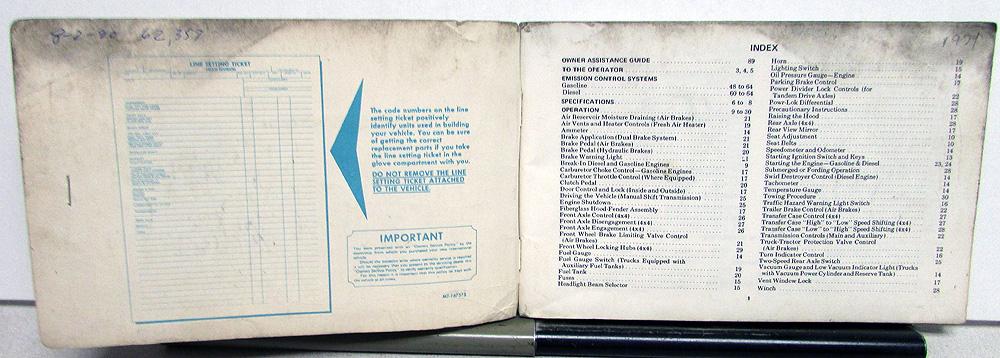 8-2-80 62,357
LINE SETTING TICKET
The code numbers on the line
setting ticket positively
identify units used in building
your vehicle. You can be sure
of getting the correct
replacement parts if you take
the line setting ticket in the
glove compartment with you.
DO NOT REMOVE THE LINE
SETTING TICKET ATTACHED
TO THE VEHICLE.
IMPORTANT
1971
INDEX
OWNER ASSISTANCE GUIDE 89
TO THE OPERATOR 3, 4, 5
EMISSION CONTROL SYSTEMS
Gasoline 48 to 64
Diesel 60 to 64
SPECIFICATIONS 6 to 8
OPERATION 9 to 30
Air Reservoir Moisture Draining (Air Brakes) 21
Air Vents and Heater Controls (Fresh Air Heater) 19
Ammeter 14
Brake Application (Dual Brake System) 21
Brake Pedal (Air Brakes) 21
Brake Pedal (Hydraulic Brakes) 20
Brake Warning Light
Break-In Diesel and Gasoline Engines 9
Carburetor Choke Control—Gasoline Engines 17
Carburetor Throttle Control (Where Equipped) 17
Clutch Pedal 20
Door Control and Lock (Inside and Outside) 17
Driving the Vehicle (Manual Shift Transmission) 25
Engine Shutdown 25
Fiberglass Hood-Fender Assembly 17
Front Axle Control (4x4) 27
Front Axle Disengagement (4x4) 27
Front Axle Engagement (4x4) 26
Front Wheel Brake Limiting Valve Control
(Air Brakes) 21
Front Wheel Locking Hubs (4x4) 29
Fuel Gauge 14
Fuel Gauge Switch (Trucks Equipped with
Auxiliary Fuel Tanks) 19
Fuel Tank 20
Fuses 15
Headlight Beam Selector 15
Horn 19
Lighting Switch 15
Oil Pressure Gauge—Engine 14
Parking Brake Control 17
Power Divider Lock Controls (for
Tandem Drive Axles) 22
Powr-Lok Differential 28
Precautionary Instructions 28
Raising the Hood 17
Rear Axle (4x4) 28
Rear View Mirror 17
Seat Adjustment 10
Seat Belts 10
Speedometer and Odometer 14
Starting Ignition Switch and Keys 13
Starting the Engine—Gasoline & Diesel 23, 24
Submerged or Fording Operation 28
Swirl Destroyer Control (Diesel Engine) 14
Tachometer 14
Temperature Gauge 14
Towing Procedure 30
Traffic Hazard Warning Light Switch 16
Trailer Brake Control (Air Brakes) 22
Transfer Case Control (4x4) 27
Transfer Case "High" to "Low" Speed Shifting (4x4) 27
Transfer Case "Low" to "High" Speed Shifting (4x4) 28
Transmission Controls (Main and Auxiliary) 22
Truck-Tractor Protection Valve Control
(Air Brakes) 22
Turn Indicator Control 16
Two-Speed Rear Axle Switch 25
Vacuum Gauge and Low Vacuum Indicator Light (Trucks
with Vacuum Power Cylinder and Reserve Tank) 14
Vent Window Lock 17
Winch 28
1